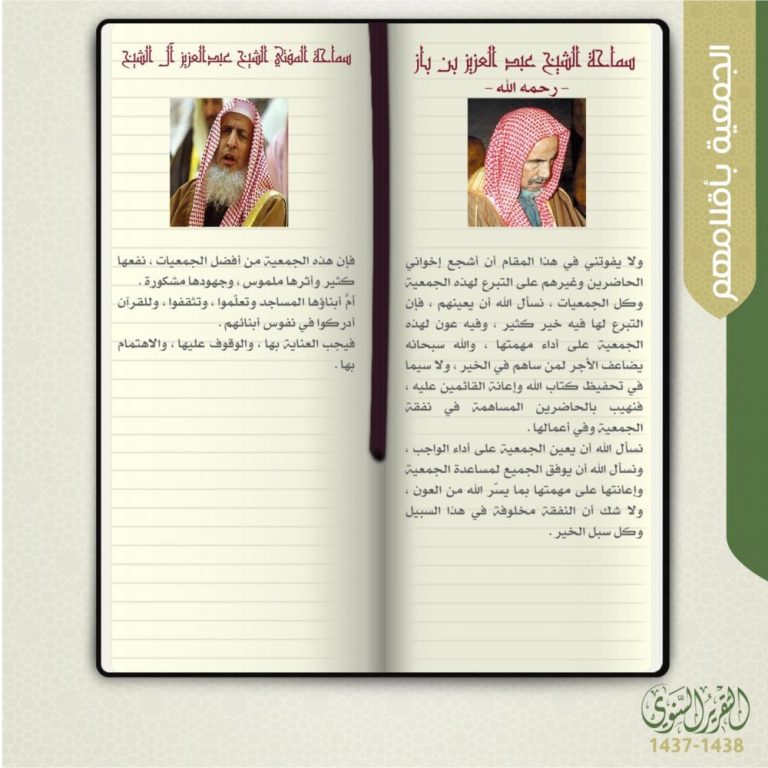 الجمعية بأقلامهم
سماحة الشيخ عبد العزيز بن باز
- رحمه الله -
ولا يفوتني في هذا المقام أن أشجع إخواني
الحاضرين وغيرهم على التبرع لهذه الجمعية
وكل الجمعيات ، نسأل الله أن يعينهم ، فإن
التبرع لها فيه خير كثير ، وفيه عون لهذه
الجمعية على أداء مهمتها ، والله سبحانه
يضاعف الأجر لمن ساهم في الخير ، ولا سيما
في تحفيظ كتاب الله وإعانة القائمين عليه ،
فنهيب بالحاضرين المساهمة في نفقة
الجمعية وفي أعمالها .
نسأل الله أن يعين الجمعية على أداء الواجب ،
ونسأل الله أن يوفق الجميع لمساعدة الجمعية
وإعانتها على مهمتها بما يسّر الله من العون ،
ولا شك أن النفقة مخلوفة في هذا السبيل
وكل سبل الخير .
سماحة المفتي الشيخ عبدالعزيز آل الشيخ
فإن هذه الجمعية من أفضل الجمعيات ، نفعها
كثير وأثرها ملموس ، وجهودها مشكورة .
أمَّ أبناؤها المساجد وتعلّموا ، وتثقفوا ، وللقرآن
أدركوا في نفوس أبنائهم .
فيجب العناية بها ، والوقوف عليها ، والاهتمام
بها .
التقرير السنوي
1437-1438